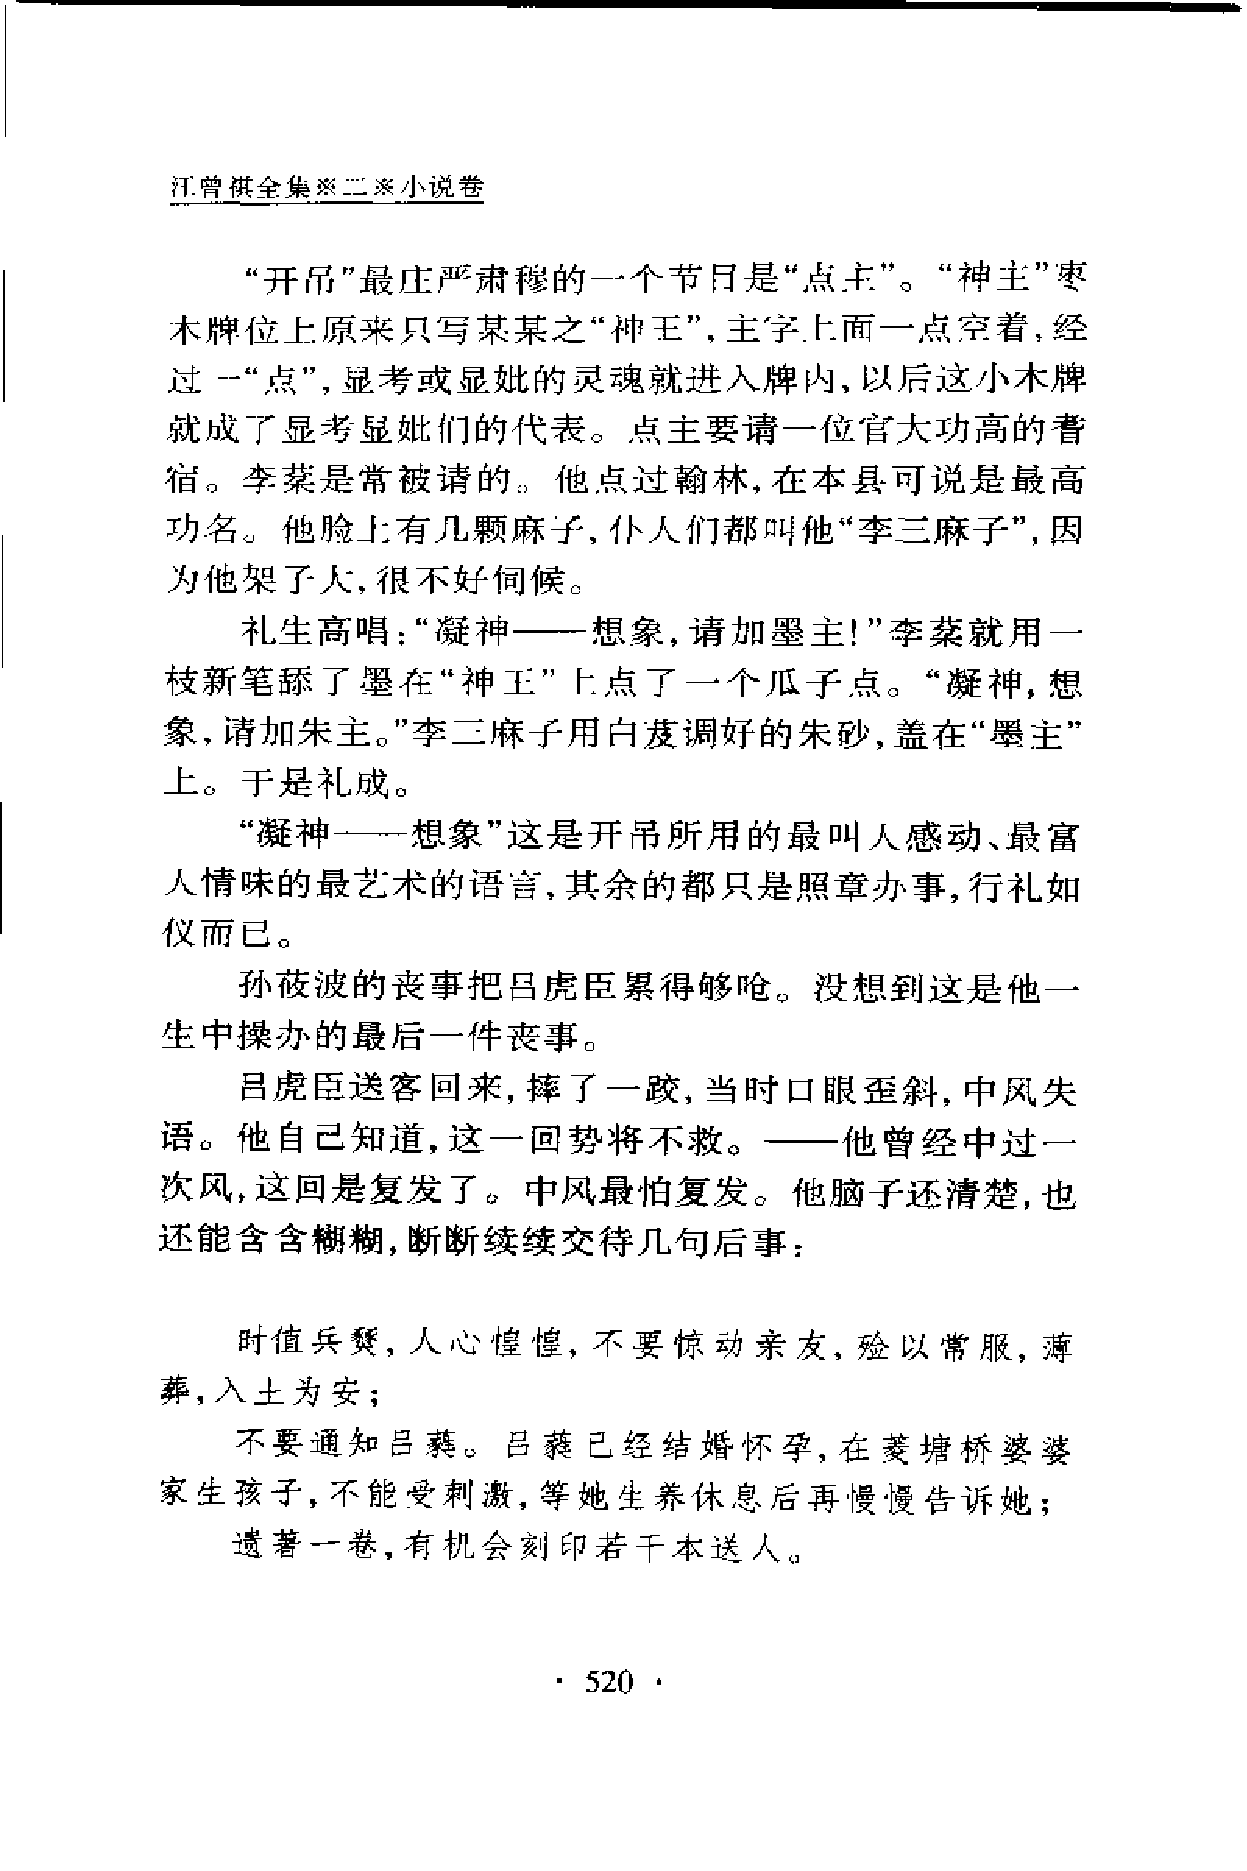 汪曾祺全集※二※小说卷
“开吊”最庄严肃穆的一个节目是“点主”。“神主”枣
木牌位上原来只写某某之“神王”,主字上面一点空着,经
过一“点”,显考或显妣的灵魂就进入牌内,以后这小木牌
就成了显考显妣们的代表。点主要请一位官大功高的耆
宿。李葂是常被请的。他点过翰林,在本县可说是最高
功名。他脸上有几颗麻子,仆人们都叫他“李三麻子”,因
为他架子大,很不好伺候。
礼生高唱:“凝神——想象,请加墨主!”李葂就用一
枝新笔舔了墨在“神王”上点了一个瓜子点。“凝神,想
象,请加朱主。”李三麻子用白芨调好的朱砂,盖在“墨主”
上。于是礼成。
“凝神——想象”这是开吊所用的最叫人感动、最富
人情味的最艺术的语言,其余的都只是照章办事,行礼如
仪而已。
孙莜波的丧事把吕虎臣累得够呛。没想到这是他一
生中操办的最后一件丧事。
吕虎臣送客回来,摔了一跤,当时口眼歪斜,中风失
语。他自己知道,这一回势将不救。——他曾经中过一
次风,这回是复发了。中风最怕复发。他脑子还清楚,也
还能含含糊糊,断断续续交待几句后事:
时值兵燹,人心惶惶,不要惊动亲友,殓以常服,薄
葬,入土为安;
不要通知吕蕤。吕蕤已经结婚怀孕,在菱塘桥婆婆
家生孩子,不能受刺激,等她生养休息后再慢慢告诉她;
遗著一卷,有机会刻印若干本送人。
· 520 ·